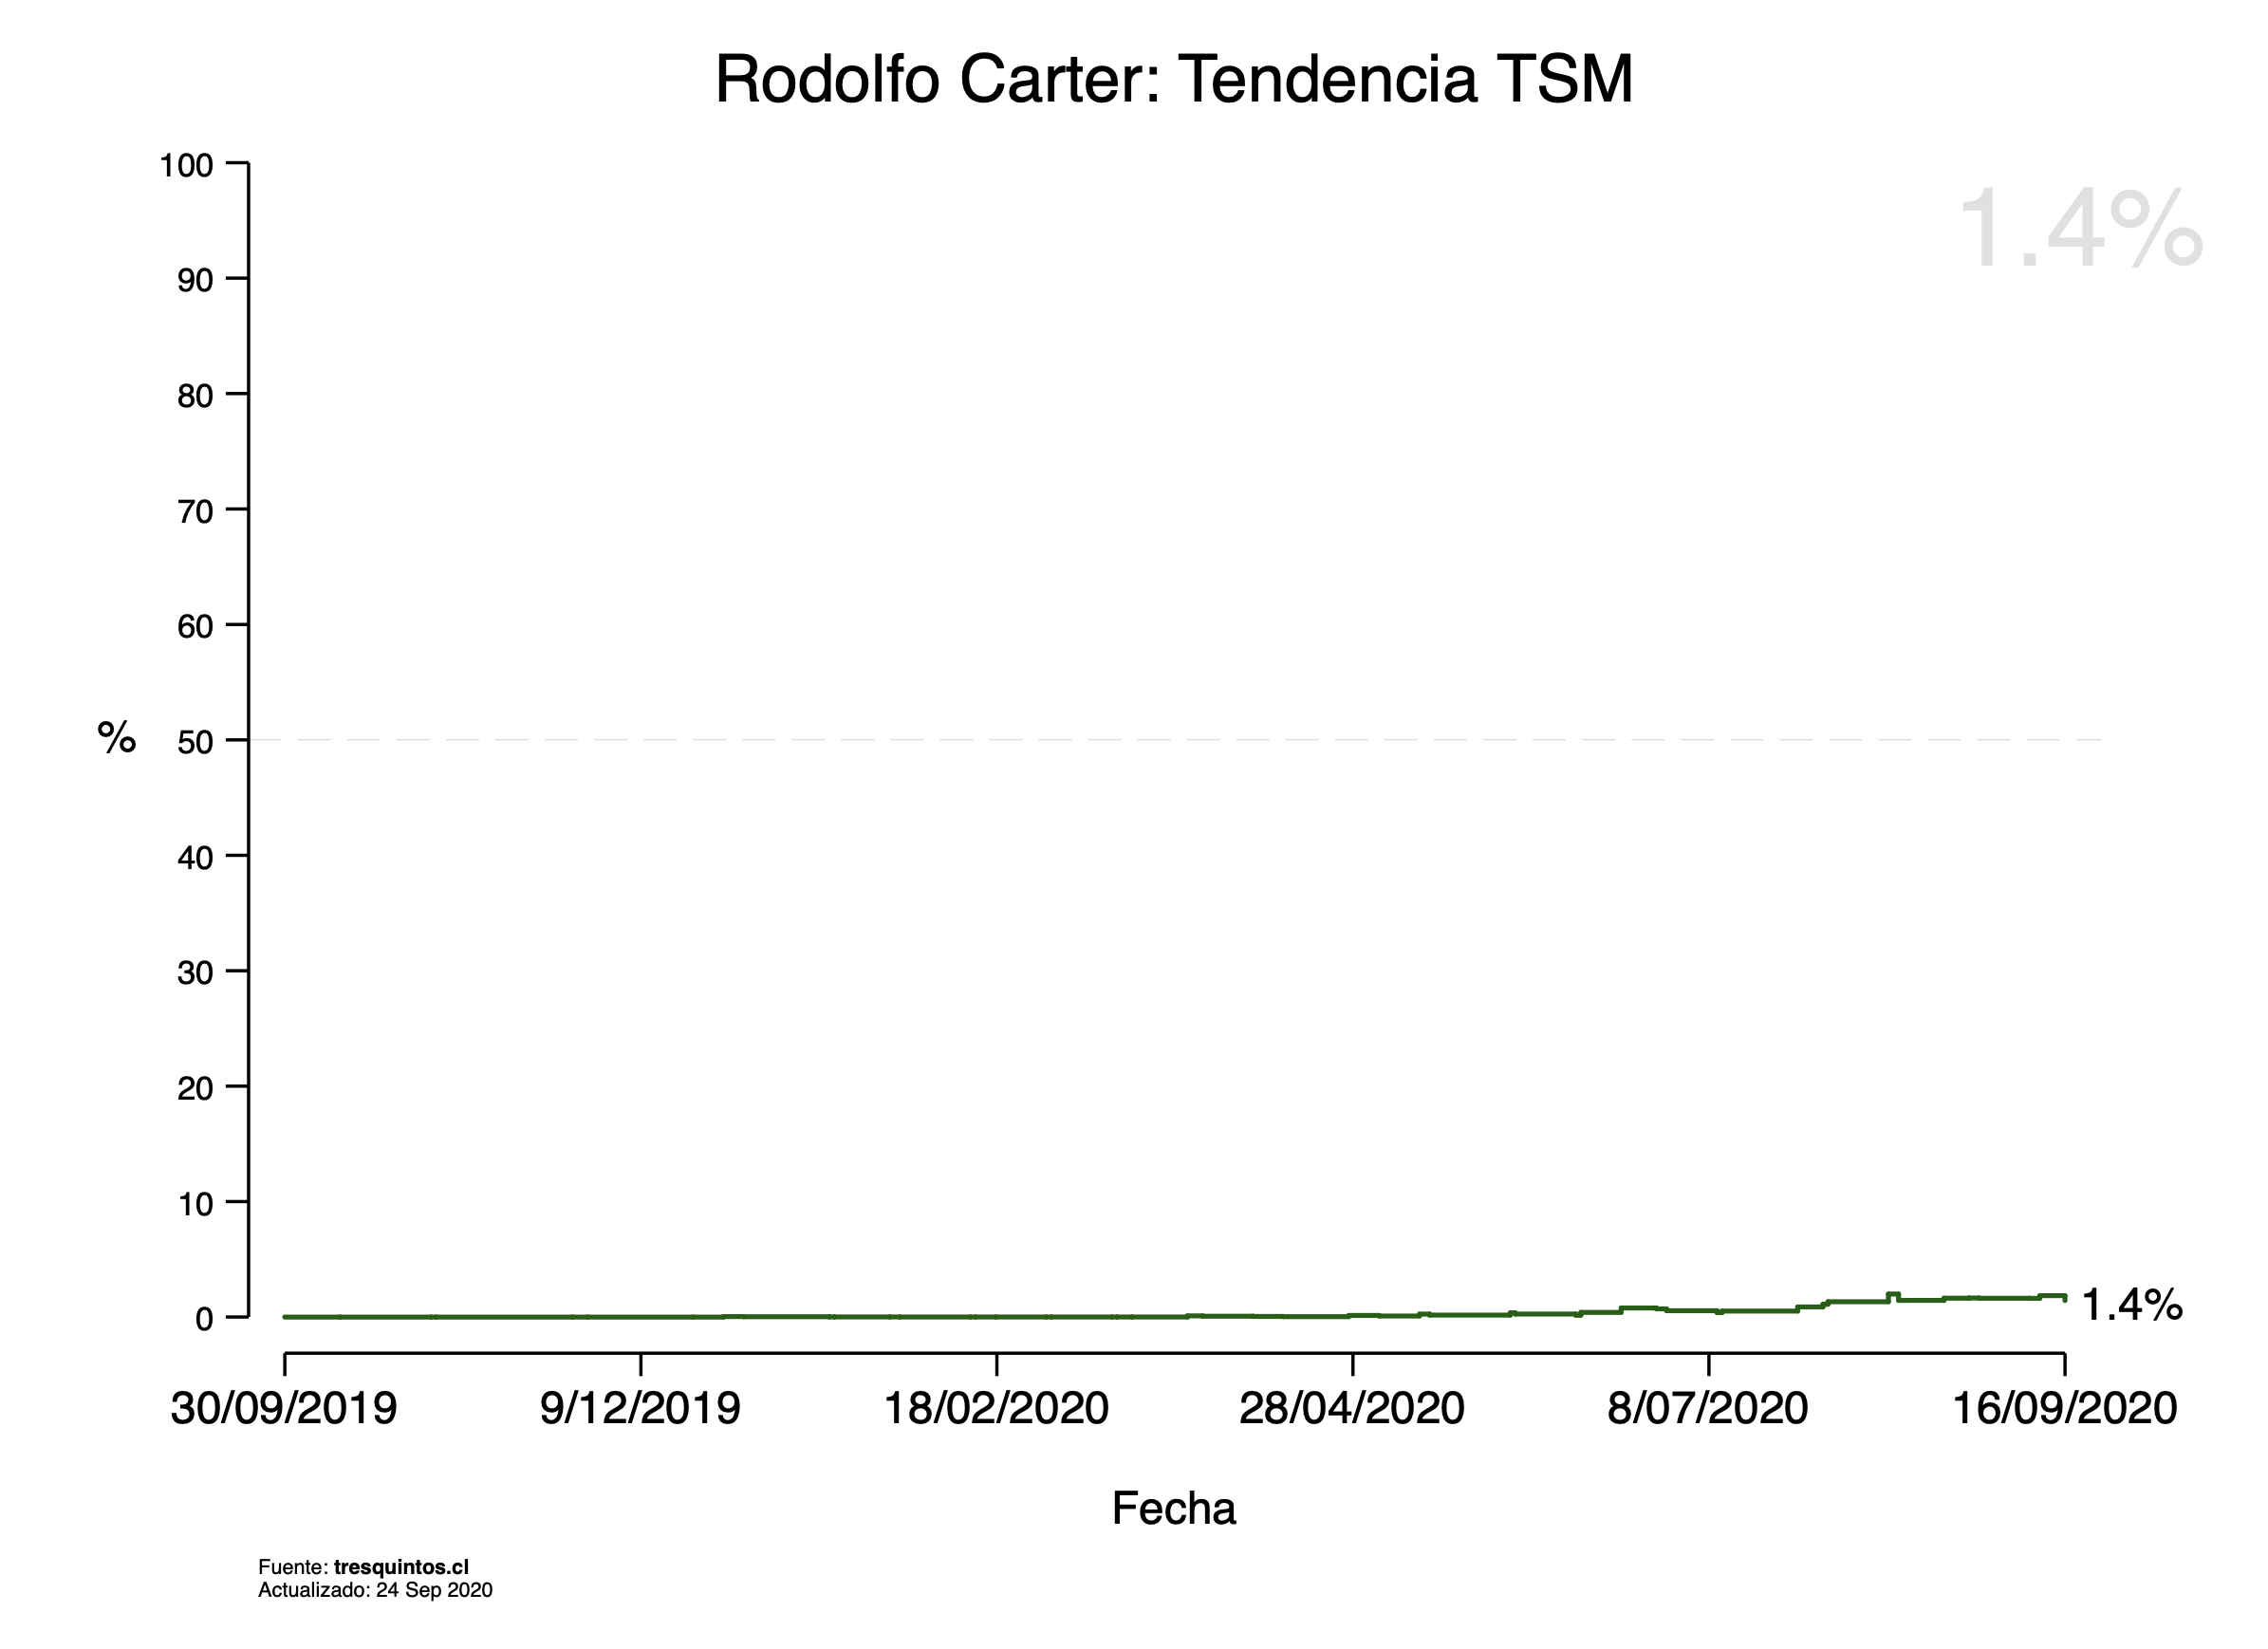 Rodolfo Carter: Tendencia TSM
100
1.4%
90
80
70
60
% 50
40
30
20
10
0
1.4%
30/09/2019 9/12/2019 18/02/2020 28/04/2020 8/07/2020 16/09/2020
Fecha
Fuente: tresquintos.cl
Actualizado: 24 Sep 2020